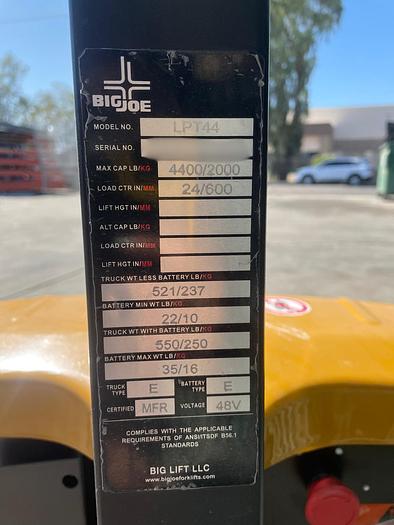 BIG JOE
MODEL NO. LPT44
SERIAL NO.
MAX CAP LB/KG 4400/2000
LOAD CTR IN/MM 24/600
LIFT HGT IN/MM
ALT CAP LB/KG
LOAD CTR IN/MM
LIFT HGT IN/MM
TRUCK WT LESS BATTERY LB/KG
521/237
BATTERY MIN WT LB/KG
22/10
TRUCK WT WITH BATTERY LB/KG
550/250
BATTERY MAX WT LB/KG
35/16
TRUCK TYPE E BATTERY TYPE E
CERTIFIED MFR VOLTAGE 48V
COMPLIES WITH THE APPLICABLE
REQUIREMENTS OF ANSI/ITSDF B56.1
STANDARDS
BIG LIFT LLC
www.bigjoeforklifts.com